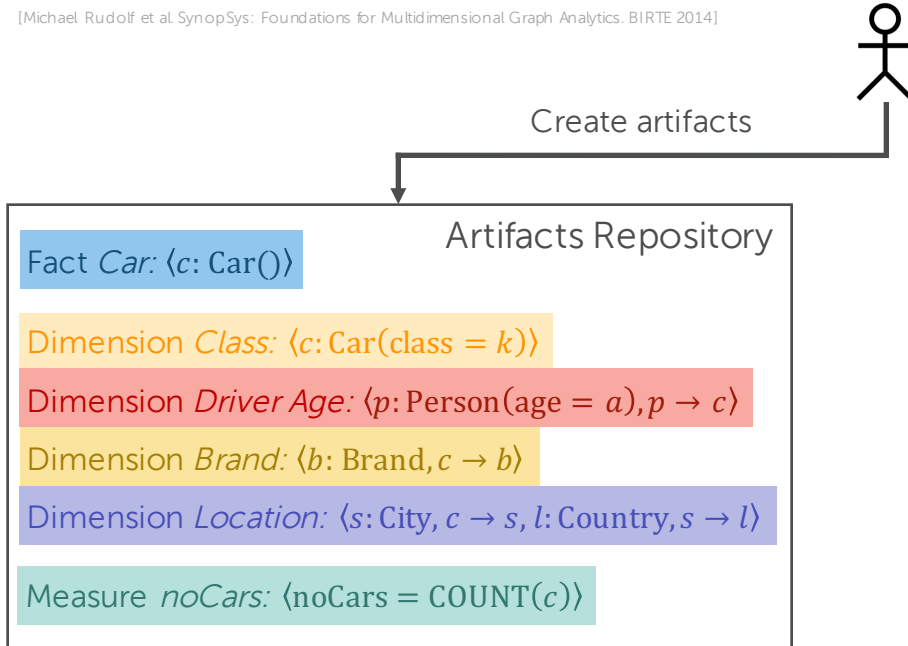 [Michael Rudolf et al. SynopSys: Foundations for Multidimensional Graph Analytics. BIRTE 2014]
Create artifacts
Artifacts Repository
Fact Car: ⟨c: Car()⟩
Dimension Class: ⟨c: Car(class = k)⟩
Dimension Driver Age: ⟨p: Person(age = a), p → c⟩
Dimension Brand: ⟨b: Brand, c → b⟩
Dimension Location: ⟨s: City, c → s, l: Country, s → l⟩
Measure noCars: ⟨noCars = COUNT(c)⟩